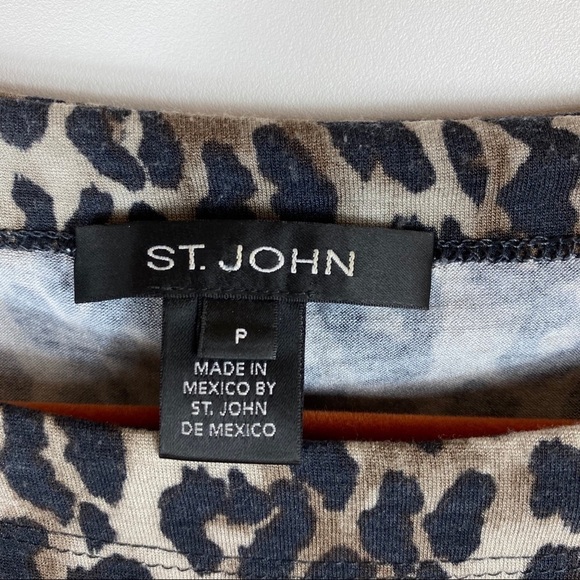 ST. JOHN
P
MADE IN
MEXICO BY
ST. JOHN
DE MEXICO